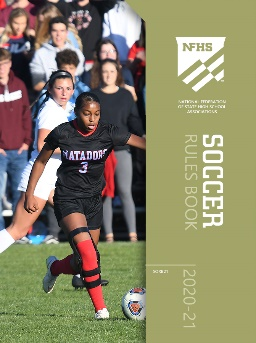 NFHS
NATIONAL FEDERATION
OF STATE HIGH SCHOOL
ASSOCIATIONS
SOCCER
RULES BOOK
2020-21
MATADORS
3